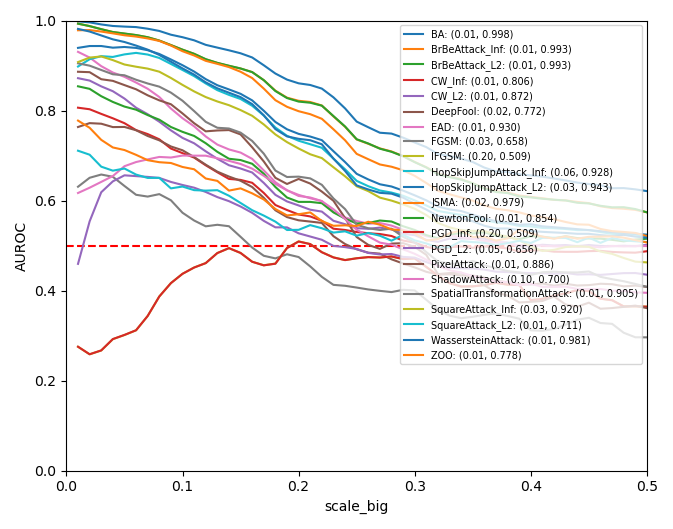 1.0
0.8
0.6
0.4
0.2
0.0
AUROC
0.0 0.1 0.2 0.3 0.4 0.5
scale_big
BA: (0.01, 0.998)
BrBeAttack_Inf: (0.01, 0.993)
BrBeAttack_L2: (0.01, 0.993)
CW_Inf: (0.01, 0.806)
CW_L2: (0.01, 0.872)
DeepFool: (0.02, 0.772)
EAD: (0.01, 0.930)
FGSM: (0.03, 0.658)
IFGSM: (0.20, 0.509)
HopSkipJumpAttack_Inf: (0.06, 0.928)
HopSkipJumpAttack_L2: (0.03, 0.943)
JSMA: (0.02, 0.979)
NewtonFool: (0.01, 0.854)
PGD_Inf: (0.20, 0.509)
PGD_L2: (0.05, 0.656)
PixelAttack: (0.01, 0.886)
ShadowAttack: (0.10, 0.700)
SpatialTransformationAttack: (0.01, 0.905)
SquareAttack_Inf: (0.03, 0.920)
SquareAttack_L2: (0.01, 0.711)
WassersteinAttack: (0.01, 0.981)
ZOO: (0.01, 0.778)